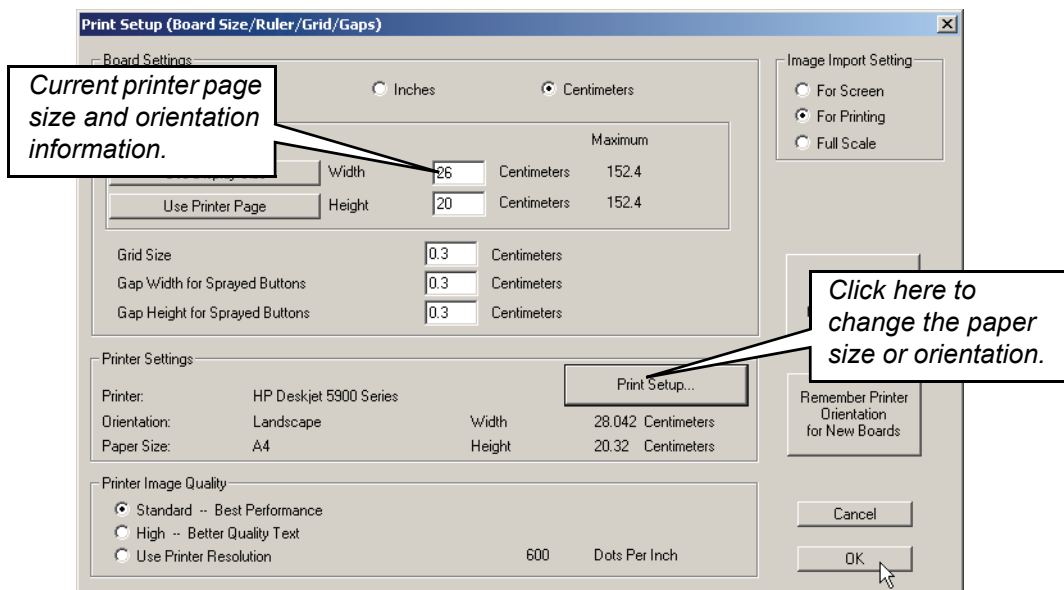 Print Setup (Board Size/Ruler/Grid/Gaps)
Board Settings
Inches
Centimeters
Current printer page
size and orientation
information.
Maximum
Width 26 Centimeters 152.4
Use Printer Page Height 20 Centimeters 152.4
Grid Size 0.3 Centimeters
Gap Width for Sprayed Buttons 0.3 Centimeters
Gap Height for Sprayed Buttons 0.3 Centimeters
Image Import Setting
For Screen
For Printing
Full Scale
Click here to
change the paper
size or orientation.
Printer Settings
Print Setup...
Printer: HP Deskjet 5900 Series
Orientation: Landscape Width 28.042 Centimeters
Paper Size: A4 Height 20.32 Centimeters
Remember Printer
Orientation
for New Boards
Printer Image Quality
Standard -- Best Performance
High -- Better Quality Text
Use Printer Resolution 600 Dots Per Inch
Cancel
OK